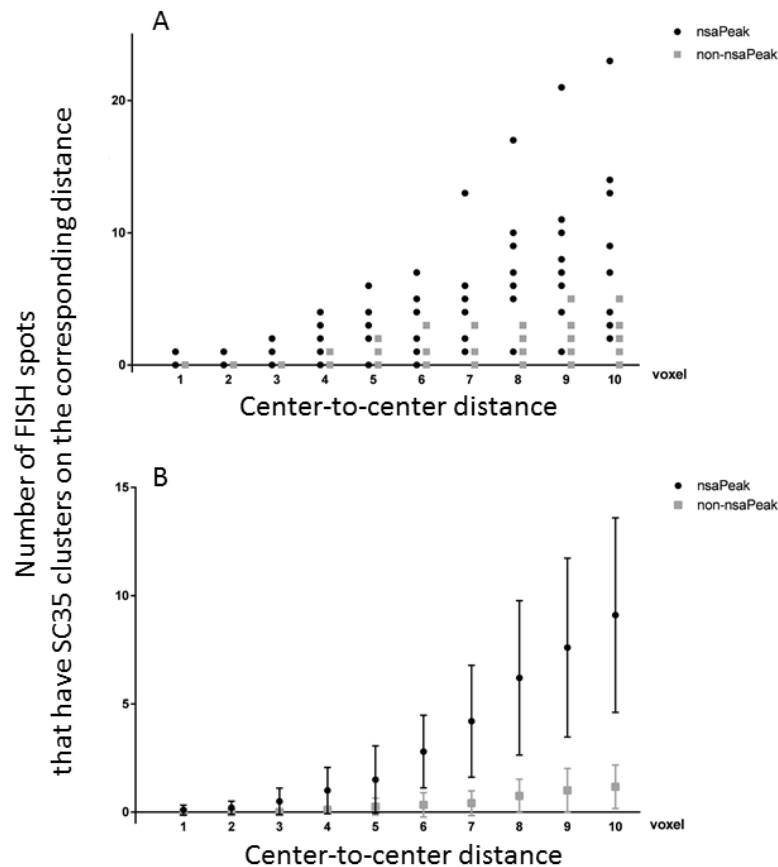 Number of FISH spots
that have SC35 clusters on the corresponding distance
A
nsaPeak
non-nsaPeak
20
10
0
1 2 3 4 5 6 7 8 9 10 voxel
Center-to-center distance
B
nsaPeak
non-nsaPeak
15
10
5
0
1 2 3 4 5 6 7 8 9 10 voxel
Center-to-center distance